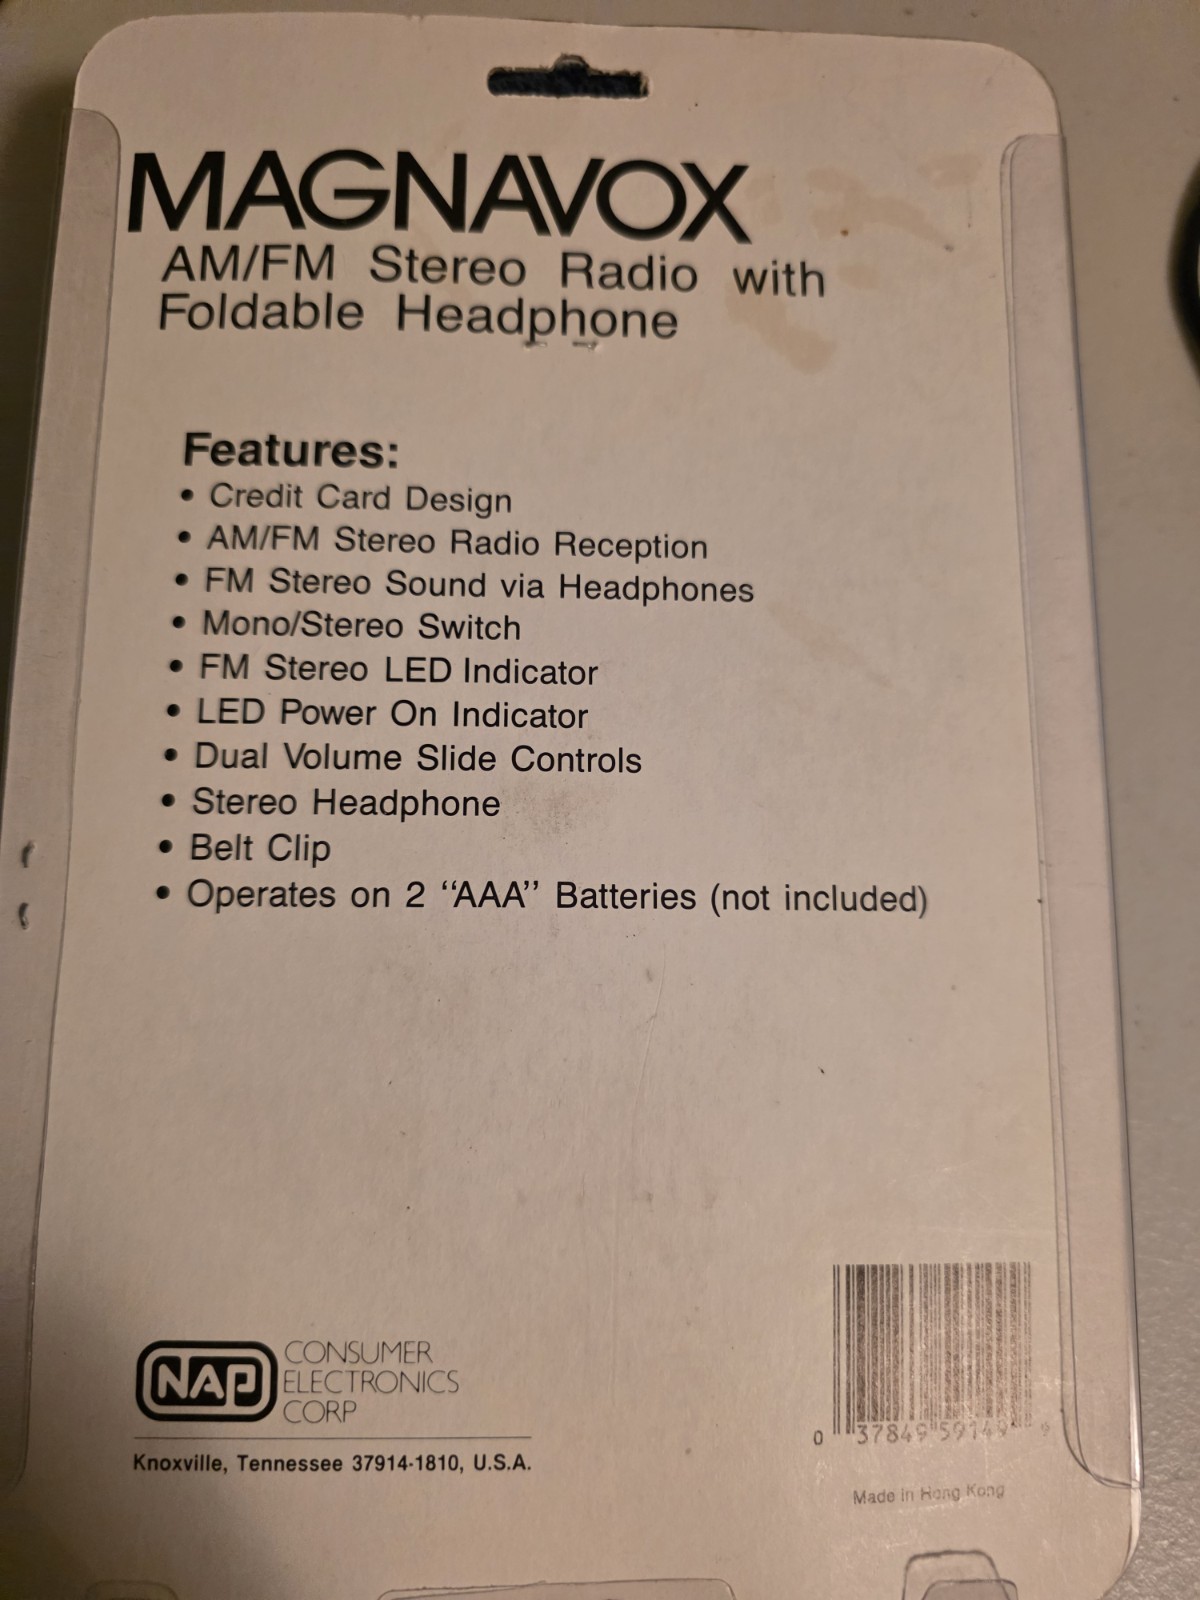 MAGNAVOX
AM/FM Stereo Radio with
Foldable Headphone
Features:
• Credit Card Design
• AM/FM Stereo Radio Reception
• FM Stereo Sound via Headphones
• Mono/Stereo Switch
• FM Stereo LED Indicator
• LED Power On Indicator
• Dual Volume Slide Controls
• Stereo Headphone
• Belt Clip
• Operates on 2 “AAA” Batteries (not included)
NAP CONSUMER
ELECTRONICS
CORP
Knoxville, Tennessee 37914-1810, U.S.A.
0 37849 59149 9
Made in Hong Kong